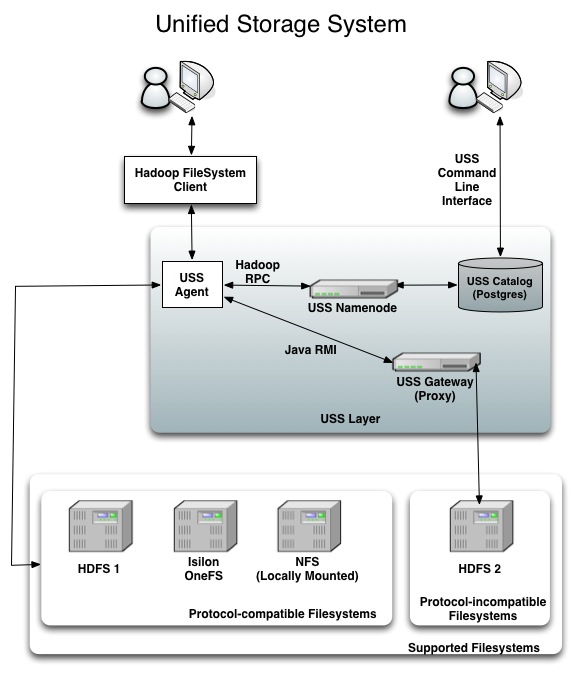 Unified Storage System
Hadoop FileSystem
Client
USS
Command
Line
Interface
USS
Agent
Hadoop
RPC
USS Namenode
USS Catalog
(Postgres)
Java RMI
USS Gateway
(Proxy)
USS Layer
HDFS 1
Isilon
OneFS
NFS
(Locally Mounted)
HDFS 2
Protocol-compatible Filesystems
Protocol-incompatible
Filesystems
Supported Filesystems